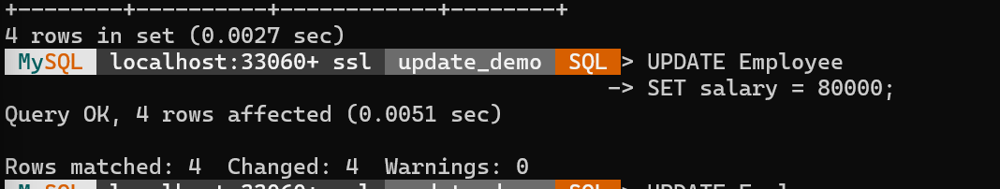 +--------+----------+------------+--------+
4 rows in set (0.0027 sec)
MySQL localhost:33060+ ssl update_demo SQL > UPDATE Employee
-> SET salary = 80000;
Query OK, 4 rows affected (0.0051 sec)
Rows matched: 4 Changed: 4 Warnings: 0